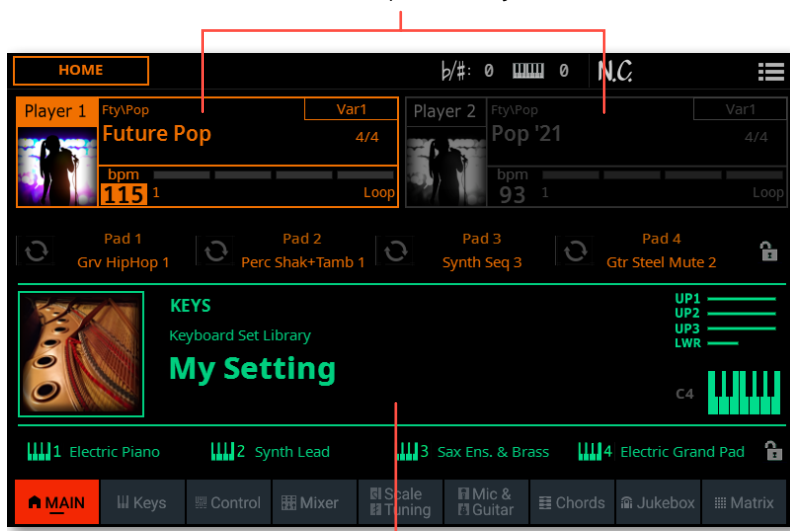 HOME
b/#: 0 0 N.C.
Player 1 Fty\Pop Var1
Future Pop
4/4
bpm
115 1 Loop
Player 2 Fty\Pop Var1
Pop '21
4/4
bpm
93 1 Loop
Pad 1
Grv HipHop 1
Pad 2
Perc Shak+Tamb 1
Pad 3
Synth Seq 3
Pad 4
Gtr Steel Mute 2
KEYS
Keyboard Set Library
My Setting
UP1
UP2
UP3
LWR
C4
1 Electric Piano
2 Synth Lead
3 Sax Ens. & Brass
4 Electric Grand Pad
MAIN
Keys
Control
Mixer
Scale
Tuning
Mic &
Guitar
Chords
Jukebox
Matrix